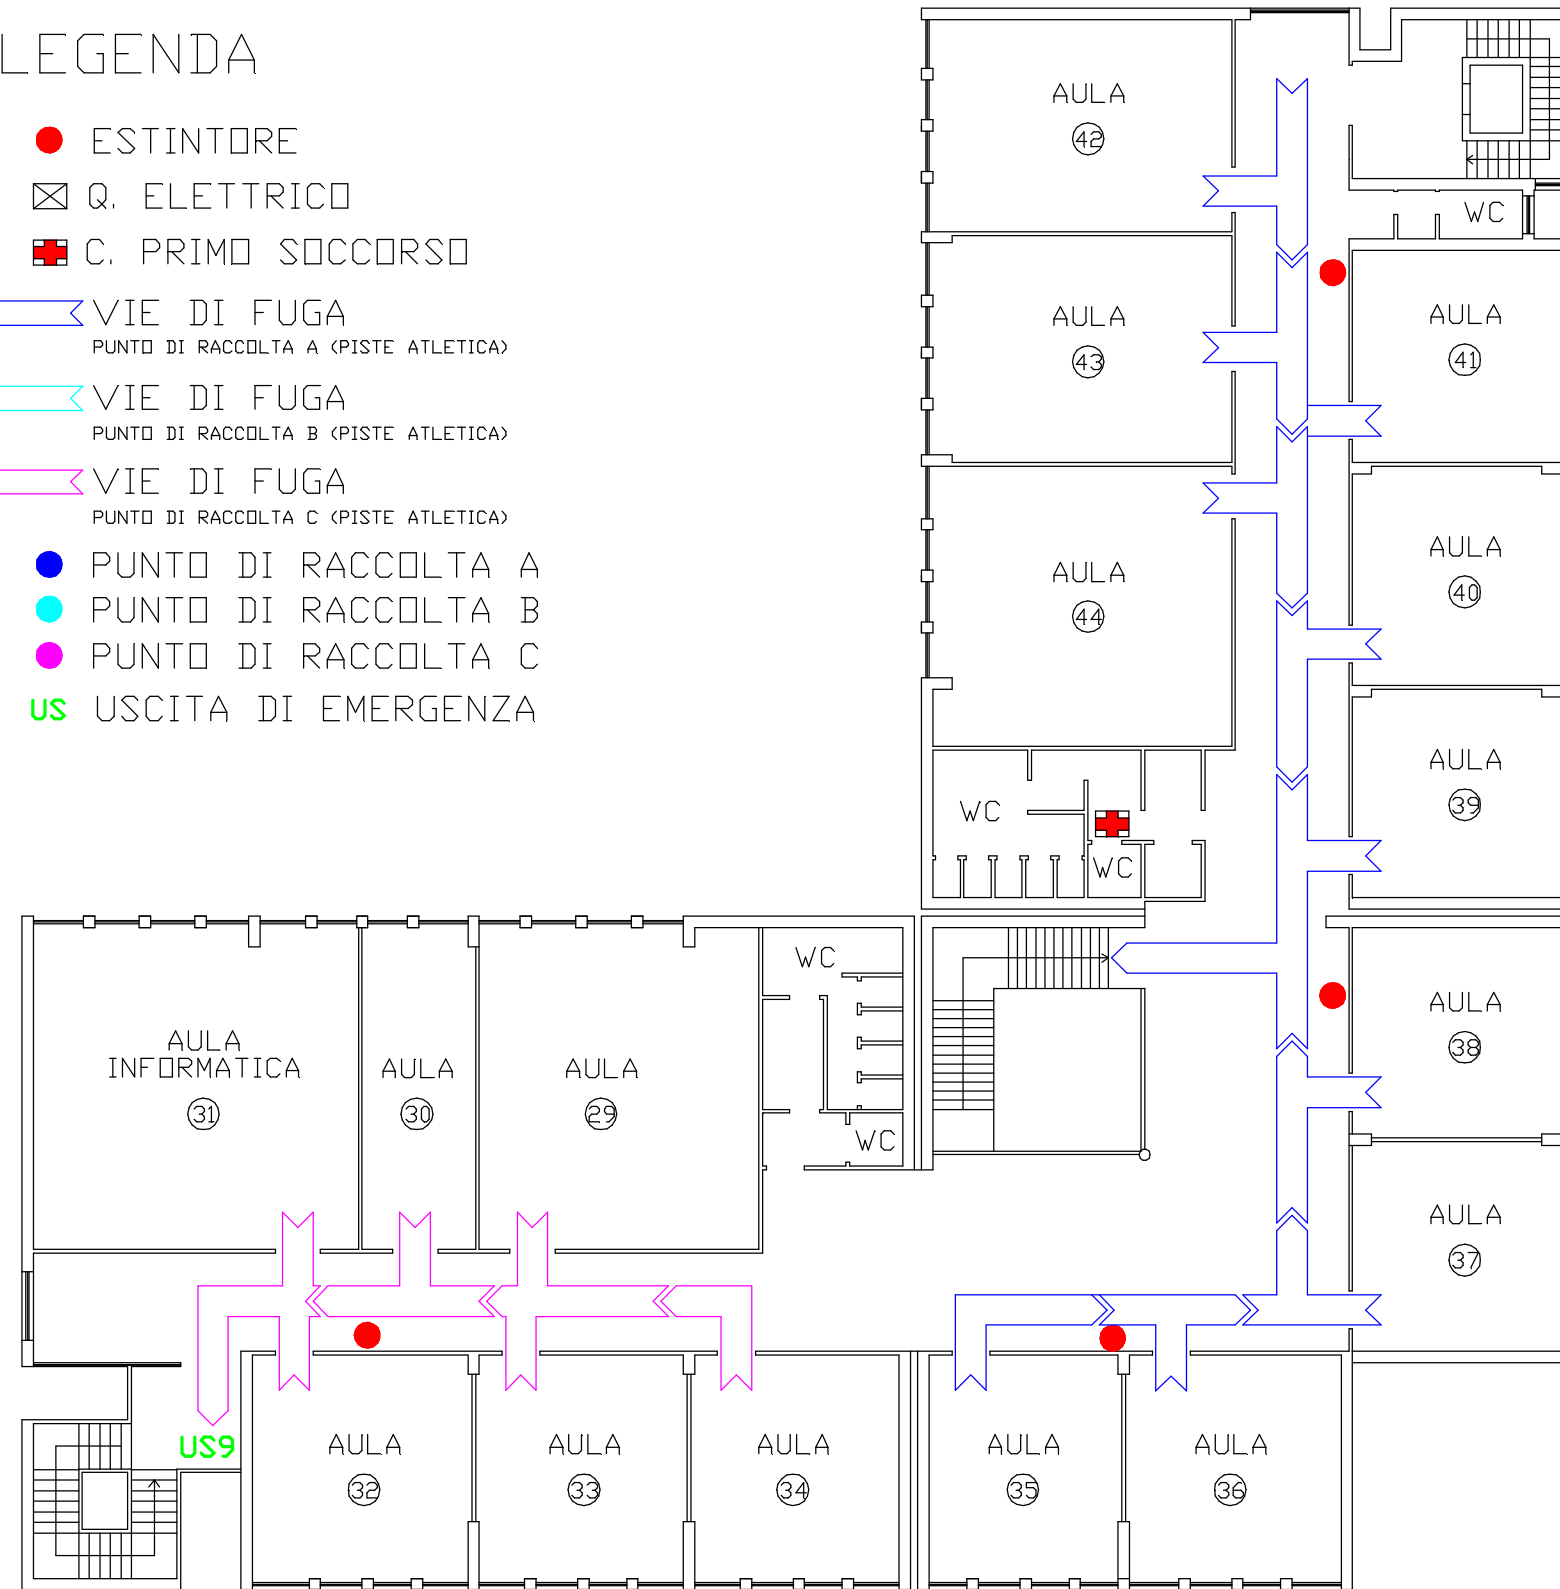 LEGENDA
ESTINTORE
Q. ELETTRICO
C. PRIMO SOCCORSO
VIE DI FUGA
PUNTO DI RACCOLTA A (PISTE ATLETICA)
VIE DI FUGA
PUNTO DI RACCOLTA B (PISTE ATLETICA)
VIE DI FUGA
PUNTO DI RACCOLTA C (PISTE ATLETICA)
PUNTO DI RACCOLTA A
PUNTO DI RACCOLTA B
PUNTO DI RACCOLTA C
US USCITA DI EMERGENZA
AULA
42
WC
AULA
43
AULA
41
AULA
44
AULA
40
AULA
39
WC
WC
AULA
INFORMATICA
31
AULA
30
AULA
29
WC
WC
AULA
38
AULA
37
US9
AULA
32
AULA
33
AULA
34
AULA
35
AULA
36